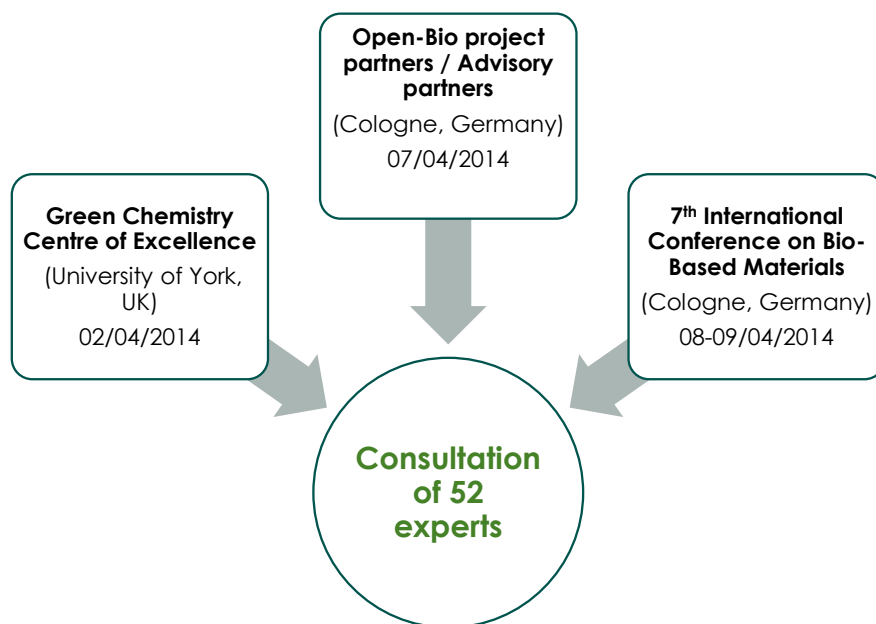 Open-Bio project
partners / Advisory
partners
(Cologne, Germany)
07/04/2014
Green Chemistry
Centre of Excellence
(University of York,
UK)
02/04/2014
7th International
Conference on Bio-
Based Materials
(Cologne, Germany)
08-09/04/2014
Consultation
of 52
experts